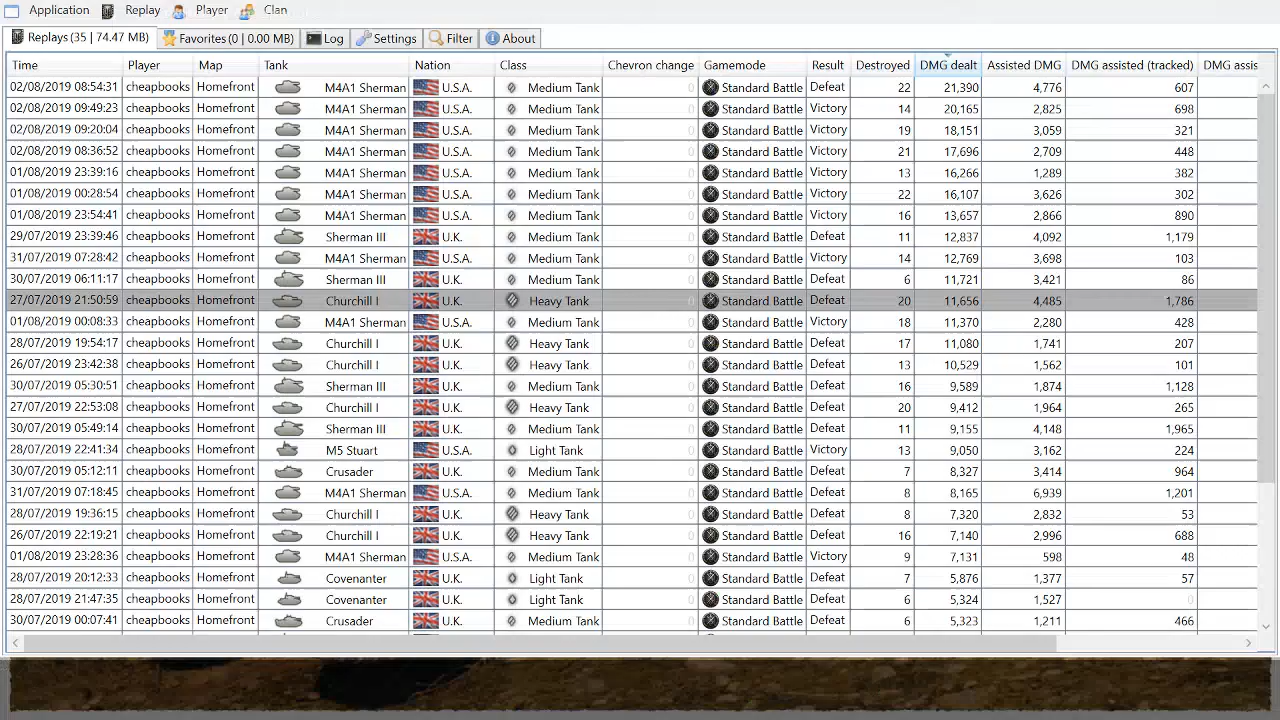 Application Replay Player Clan
Replays (35 | 74.47 MB) Favorites (0 | 0.00 MB) Log Settings Filter About
Time Player Map Tank Nation Class Chevron change Gamemode Result Destroyed DMG dealt Assisted DMG DMG assisted (tracked) DMG assis
02/08/2019 08:54:31 cheapbooks Homefront M4A1 Sherman U.S.A. Medium Tank 0 Standard Battle Defeat 22 21,390 4,776 607
02/08/2019 09:49:23 cheapbooks Homefront M4A1 Sherman U.S.A. Medium Tank 0 Standard Battle Victory 14 20,165 2,825 698
02/08/2019 09:20:04 cheapbooks Homefront M4A1 Sherman U.S.A. Medium Tank 0 Standard Battle Victory 19 18,151 3,059 321
02/08/2019 08:36:52 cheapbooks Homefront M4A1 Sherman U.S.A. Medium Tank 0 Standard Battle Victory 21 17,696 2,709 448
01/08/2019 23:39:16 cheapbooks Homefront M4A1 Sherman U.S.A. Medium Tank 0 Standard Battle Victory 13 16,266 1,289 382
01/08/2019 00:28:54 cheapbooks Homefront M4A1 Sherman U.S.A. Medium Tank 0 Standard Battle Victory 22 16,107 3,626 302
01/08/2019 23:54:41 cheapbooks Homefront M4A1 Sherman U.S.A. Medium Tank 0 Standard Battle Victory 16 13,657 2,866 890
29/07/2019 23:39:46 cheapbooks Homefront Sherman III U.K. Medium Tank 0 Standard Battle Defeat 11 12,837 4,092 1,179
31/07/2019 07:28:42 cheapbooks Homefront M4A1 Sherman U.S.A. Medium Tank 0 Standard Battle Victory 14 12,769 3,698 103
30/07/2019 06:11:17 cheapbooks Homefront Sherman III U.K. Medium Tank 0 Standard Battle Defeat 6 11,721 3,421 86
27/07/2019 21:50:59 cheapbooks Homefront Churchill I U.K. Heavy Tank 0 Standard Battle Defeat 20 11,656 4,485 1,786
01/08/2019 00:08:33 cheapbooks Homefront M4A1 Sherman U.S.A. Medium Tank 0 Standard Battle Victory 18 11,370 2,280 428
28/07/2019 19:54:17 cheapbooks Homefront Churchill I U.K. Heavy Tank 0 Standard Battle Defeat 17 11,080 1,741 207
26/07/2019 23:42:38 cheapbooks Homefront Churchill I U.K. Heavy Tank 0 Standard Battle Defeat 13 10,529 1,562 101
30/07/2019 05:30:51 cheapbooks Homefront Sherman III U.K. Medium Tank 0 Standard Battle Defeat 16 9,589 1,874 1,128
27/07/2019 22:53:08 cheapbooks Homefront Churchill I U.K. Heavy Tank 0 Standard Battle Defeat 20 9,412 1,964 265
30/07/2019 05:49:14 cheapbooks Homefront Sherman III U.K. Medium Tank 0 Standard Battle Defeat 11 9,155 4,148 1,965
28/07/2019 22:41:34 cheapbooks Homefront M5 Stuart U.S.A. Light Tank 0 Standard Battle Victory 13 9,050 3,162 224
30/07/2019 05:12:11 cheapbooks Homefront Crusader U.K. Medium Tank 0 Standard Battle Defeat 7 8,327 3,414 964
31/07/2019 07:18:45 cheapbooks Homefront M4A1 Sherman U.S.A. Medium Tank 0 Standard Battle Defeat 8 8,165 6,939 1,201
28/07/2019 19:36:15 cheapbooks Homefront Churchill I U.K. Heavy Tank 0 Standard Battle Defeat 8 7,320 2,832 53
26/07/2019 22:19:21 cheapbooks Homefront Churchill I U.K. Heavy Tank 0 Standard Battle Defeat 16 7,140 2,996 688
01/08/2019 23:28:36 cheapbooks Homefront M4A1 Sherman U.S.A. Medium Tank 0 Standard Battle Victory 9 7,131 598 48
28/07/2019 20:12:33 cheapbooks Homefront Covenanter U.K. Light Tank 0 Standard Battle Defeat 7 5,876 1,377 57
28/07/2019 21:47:35 cheapbooks Homefront Covenanter U.K. Light Tank 0 Standard Battle Defeat 6 5,324 1,527 0
30/07/2019 00:07:41 cheapbooks Homefront Crusader U.K. Medium Tank 0 Standard Battle Defeat 6 5,323 1,211 466